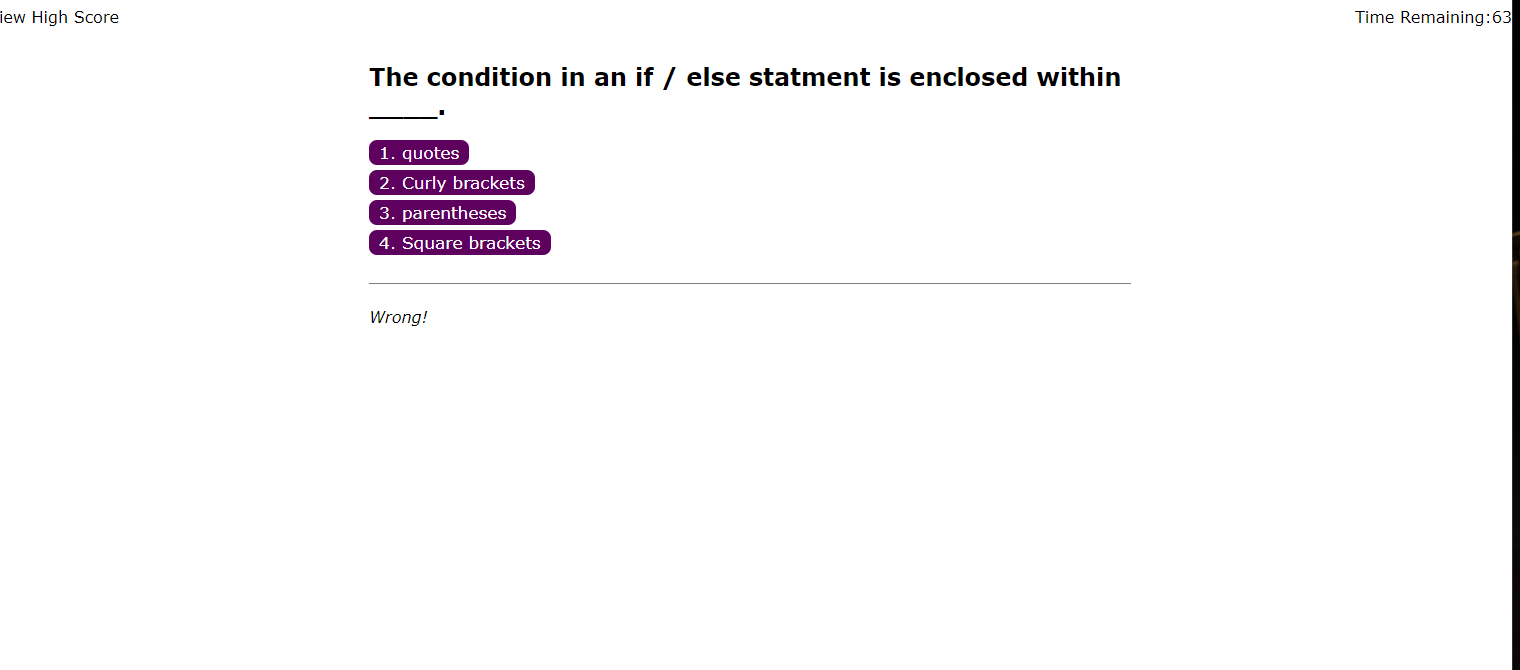 iew High Score
Time Remaining:63
The condition in an if / else statment is enclosed within
____.
1. quotes
2. Curly brackets
3. parentheses
4. Square brackets
Wrong!